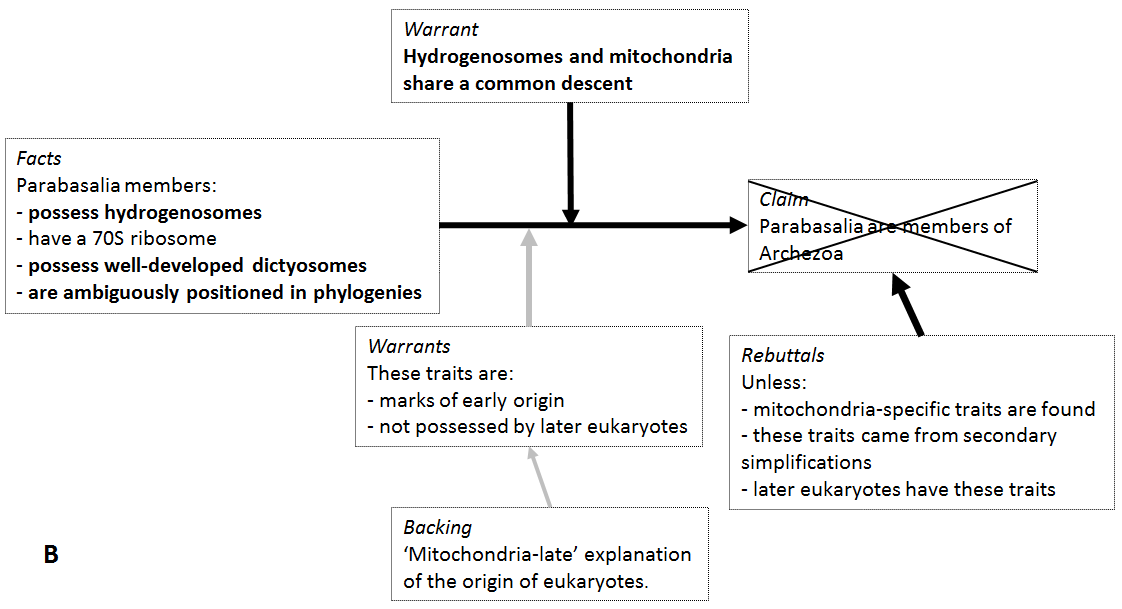 Warrant
Hydrogenosomes and mitochondria
share a common descent
Facts
Parabasalia members:
- possess hydrogenosomes
- have a 70S ribosome
- possess well-developed dictyosomes
- are ambiguously positioned in phylogenies
Claim
Parabasalia are members of
Archezoa
Warrants
These traits are:
- marks of early origin
- not possessed by later eukaryotes
Rebuttals
Unless:
- mitochondria-specific traits are found
- these traits came from secondary
simplifications
- later eukaryotes have these traits
Backing
‘Mitochondria-late’ explanation
of the origin of eukaryotes.
B